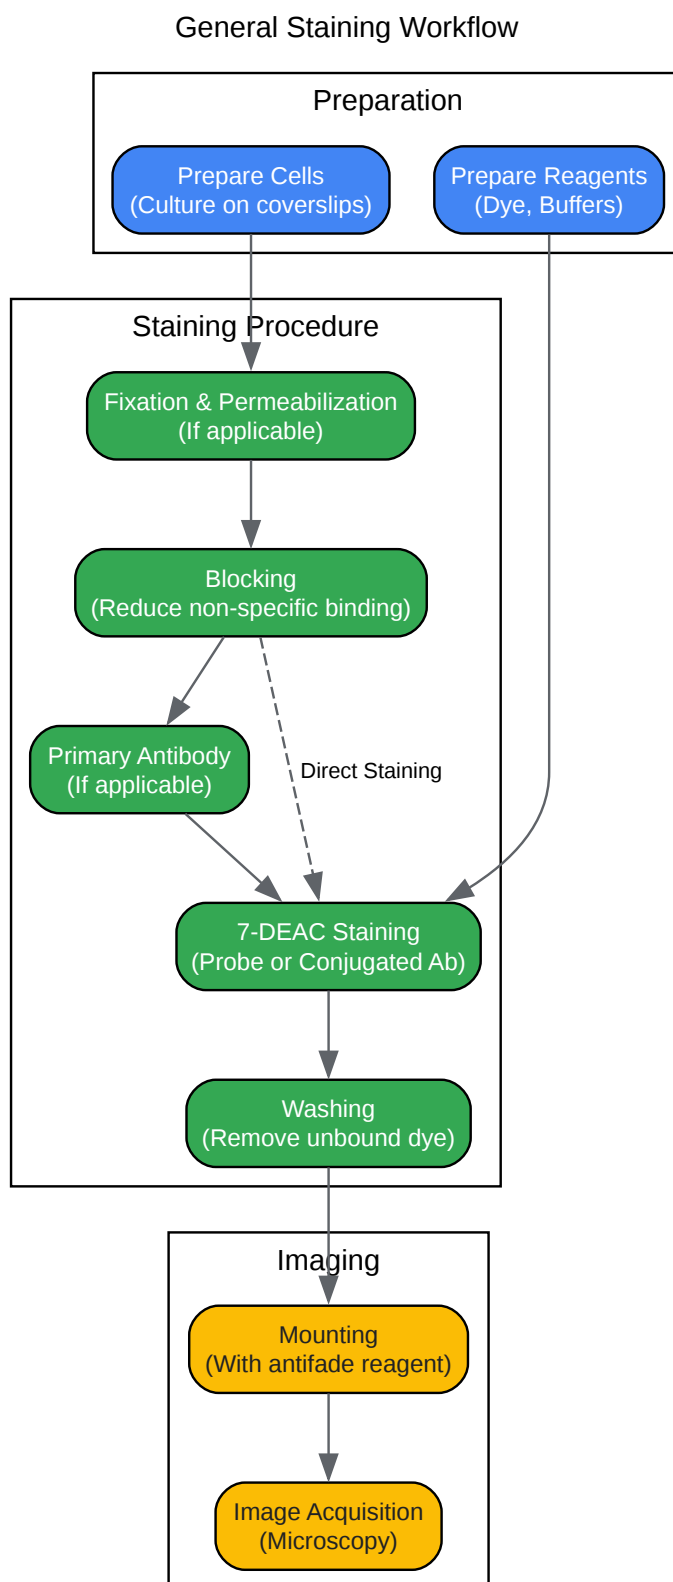 General Staining Workflow
Preparation
Prepare Cells
(Culture on coverslips)
Prepare Reagents
(Dye, Buffers)
Staining Procedure
Fixation & Permeabilization
(If applicable)
Blocking
(Reduce non-specific binding)
Primary Antibody
(If applicable)
Direct Staining
7-DEAC Staining
(Probe or Conjugated Ab)
Washing
(Remove unbound dye)
Imaging
Mounting
(With antifade reagent)
Image Acquisition
(Microscopy)